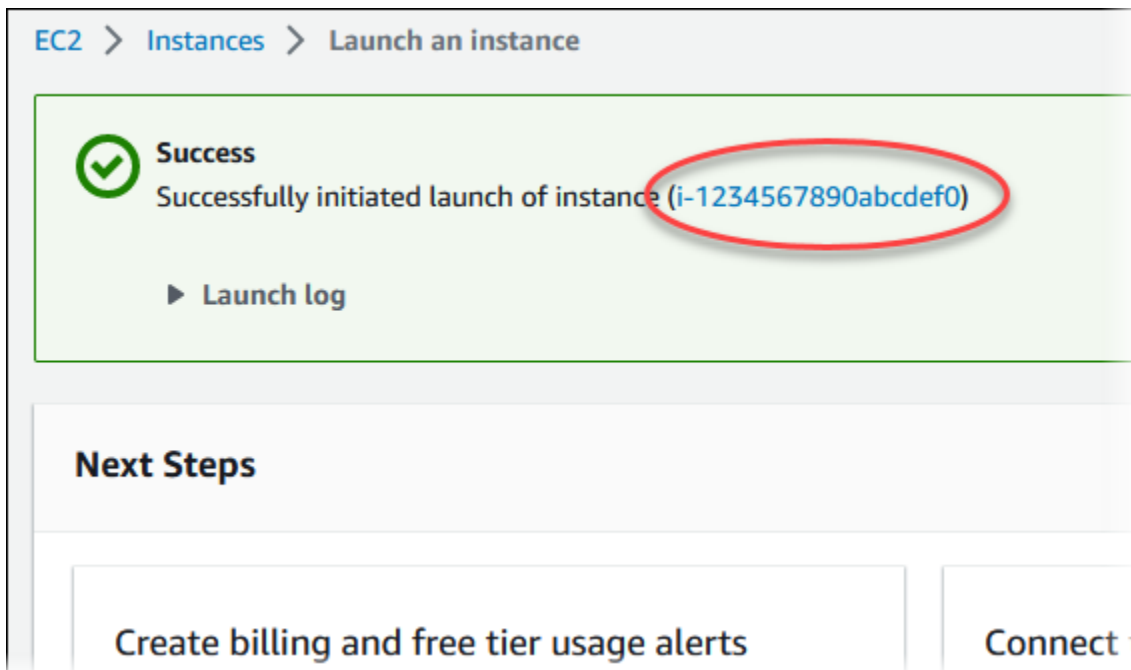 EC2 > Instances > Launch an instance
Success
Successfully initiated launch of instance (i-1234567890abcdef0)
Launch log
Next Steps
Create billing and free tier usage alerts
Connect